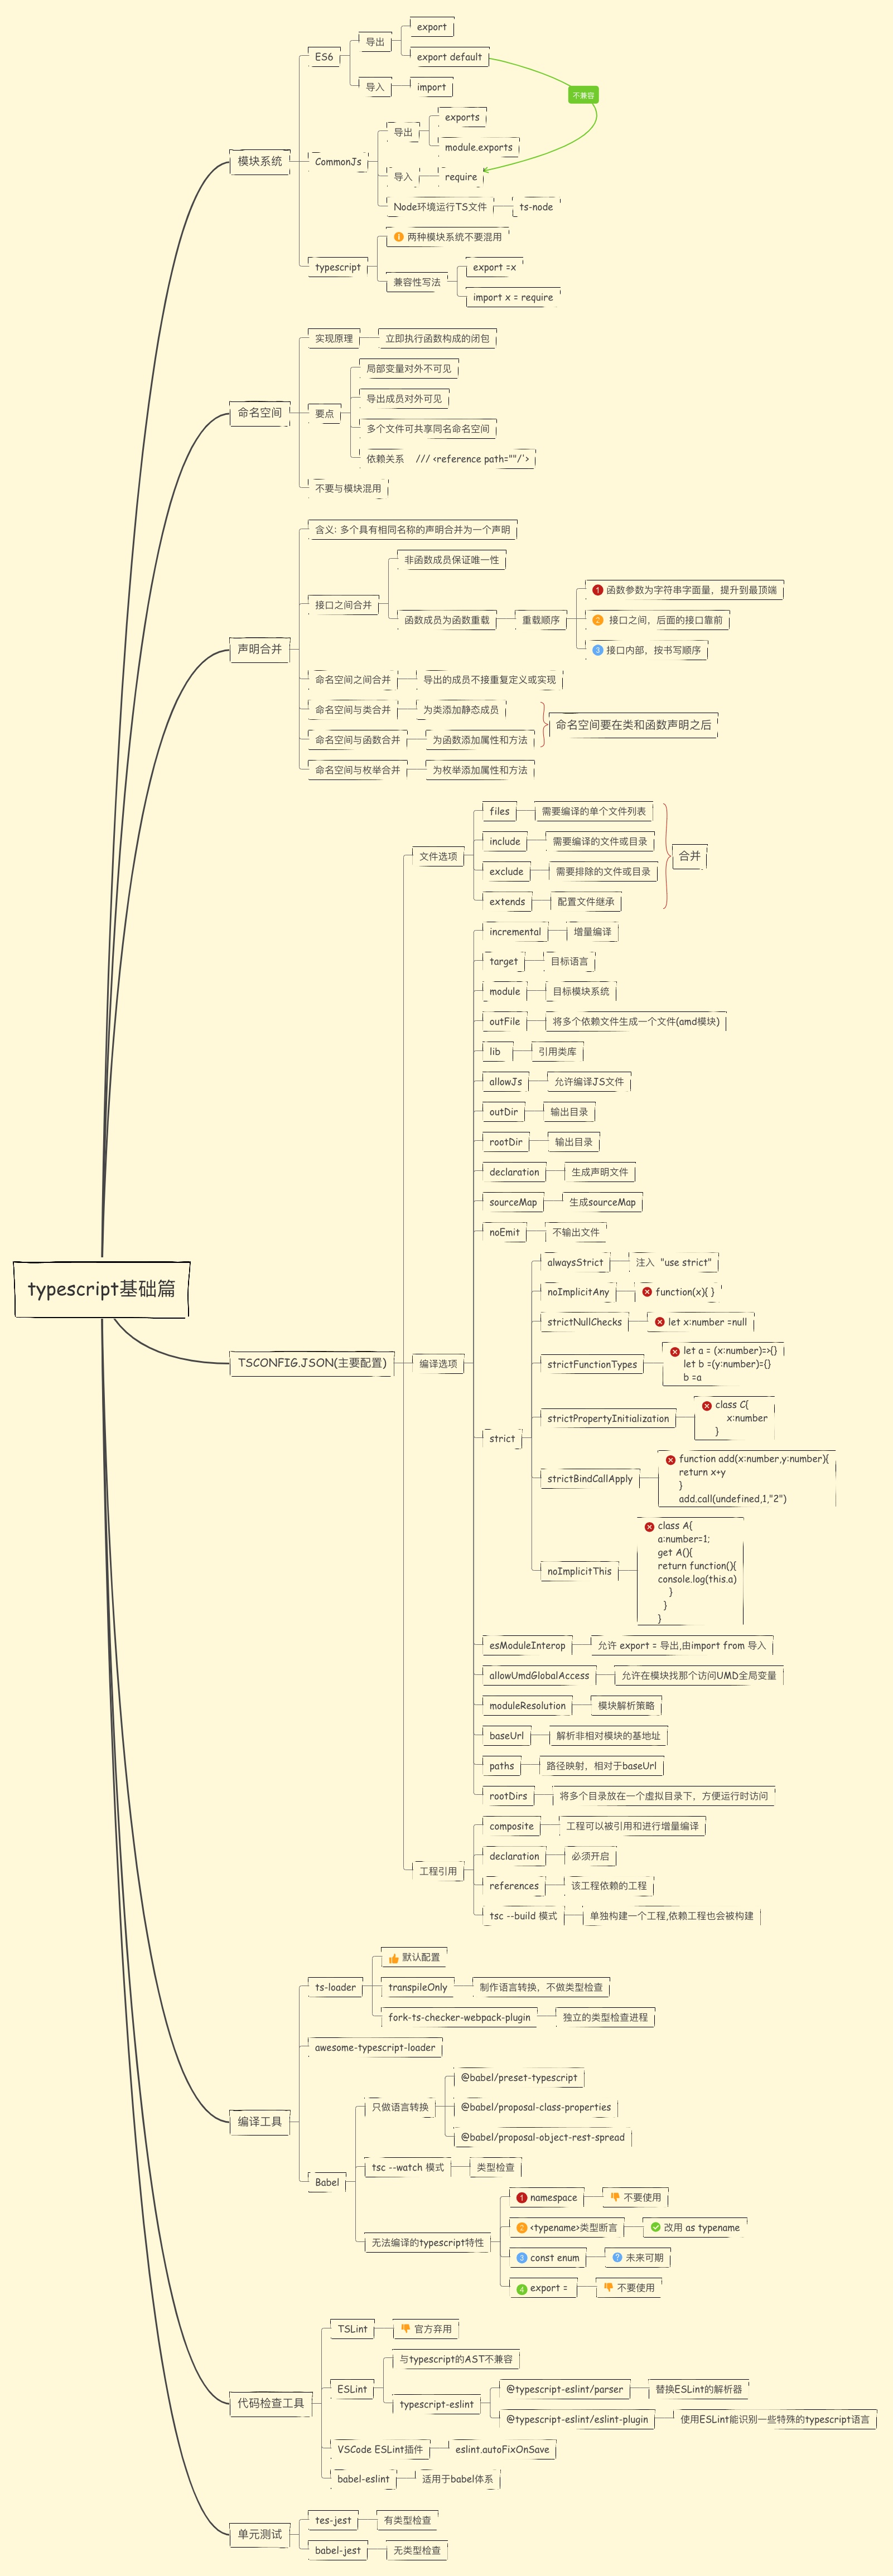 typescript基础篇
模块系统
ES6
导出
export
export default
导入
import
不兼容
CommonJs
导出
exports
module.exports
导入
require
Node环境运行TS文件
ts-node
typescript
两种模块系统不要混用
兼容性写法
export =x
import x = require
命名空间
实现原理
立即执行函数构成的闭包
要点
局部变量对外不可见
导出成员对外可见
多个文件可共享同名命名空间
依赖关系 /// <reference path=""/'>
不要与模块混用
声明合并
含义: 多个具有相同名称的声明合并为一个声明
接口之间合并
非函数成员保证唯一性
函数成员为函数重载
重载顺序
1 函数参数为字符串字面量，提升到最顶端
2 接口之间，后面的接口靠前
3 接口内部，按书写顺序
命名空间之间合并
导出的成员不接重复定义或实现
命名空间与类合并
为类添加静态成员
命名空间与函数合并
为函数添加属性和方法
命名空间要在类和函数声明之后
命名空间与枚举合并
为枚举添加属性和方法
TSCONFIG.JSON(主要配置)
文件选项
files
需要编译的单个文件列表
include
需要编译的文件或目录
exclude
需要排除的文件或目录
extends
配置文件继承
合并
编译选项
incremental
增量编译
target
目标语言
module
目标模块系统
outFile
将多个依赖文件生成一个文件(amd模块)
lib
引用类库
allowJs
允许编译JS文件
outDir
输出目录
rootDir
输出目录
declaration
生成声明文件
sourceMap
生成sourceMap
noEmit
不输出文件
strict
alwaysStrict
注入 "use strict"
noImplicitAny
function(x){ }
strictNullChecks
let x:number =null
strictFunctionTypes
let a = (x:number)=>{}
let b =(y:number)={}
b =a
strictPropertyInitialization
class C{
x:number
}
strictBindCallApply
function add(x:number,y:number){
return x+y
}
add.call(undefined,1,"2")
noImplicitThis
class A{
a:number=1;
get A(){
return function(){
console.log(this.a)
}
}
}
esModuleInterop
允许 export = 导出,由import from 导入
allowUmdGlobalAccess
允许在模块找那个访问UMD全局变量
moduleResolution
模块解析策略
baseUrl
解析非相对模块的基地址
paths
路径映射，相对于baseUrl
rootDirs
将多个目录放在一个虚拟目录下，方便运行时访问
工程引用
composite
工程可以被引用和进行增量编译
declaration
必须开启
references
该工程依赖的工程
tsc --build 模式
单独构建一个工程,依赖工程也会被构建
编译工具
ts-loader
默认配置
transpileOnly
制作语言转换，不做类型检查
fork-ts-checker-webpack-plugin
独立的类型检查进程
awesome-typescript-loader
Babel
只做语言转换
@babel/preset-typescript
@babel/proposal-class-properties
@babel/proposal-object-rest-spread
tsc --watch 模式
类型检查
无法编译的typescript特性
1 namespace
不要使用
2 <typename>类型断言
改用 as typename
3 const enum
未来可期
4 export =
不要使用
代码检查工具
TSLint
官方弃用
ESLint
与typescript的AST不兼容
typescript-eslint
@typescript-eslint/parser
替换ESLint的解析器
@typescript-eslint/eslint-plugin
使用ESLint能识别一些特殊的typescript语言
VSCode ESLint插件
eslint.autoFixOnSave
babel-eslint
适用于babel体系
单元测试
tes-jest
有类型检查
babel-jest
无类型检查